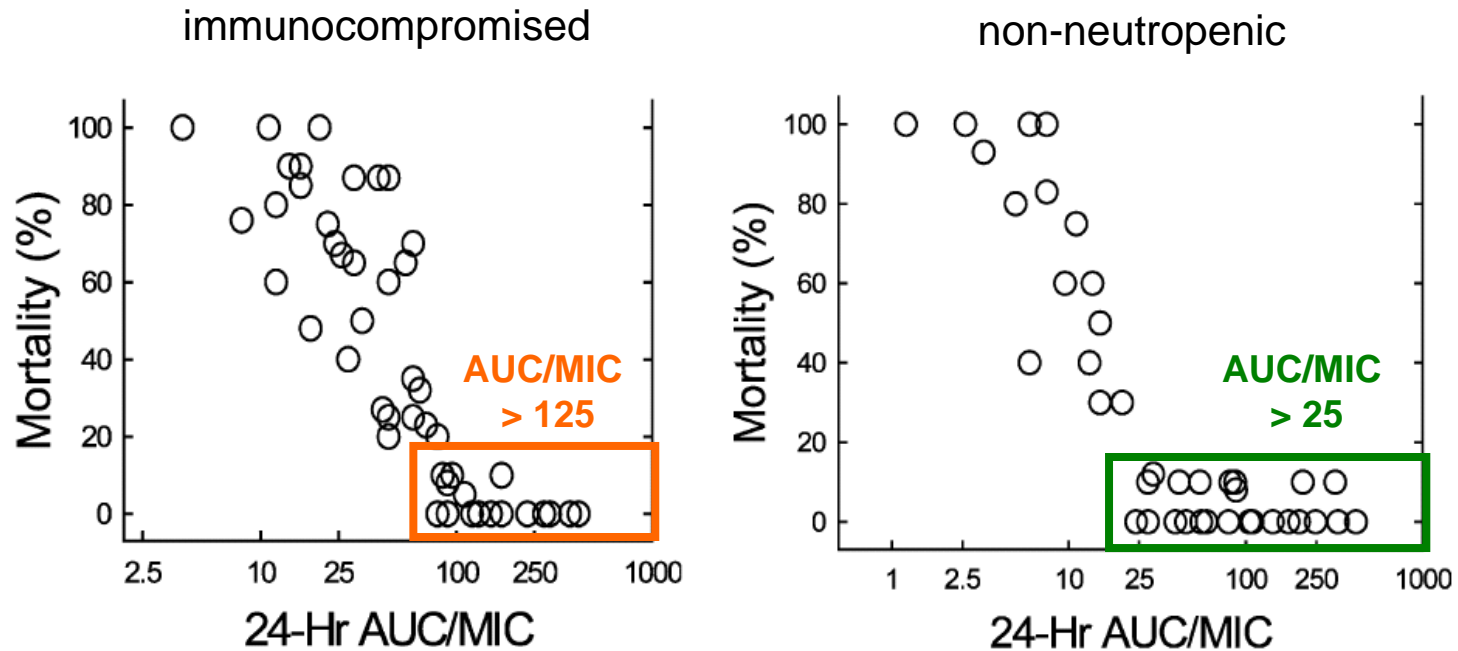 immunocompromised
non-neutropenic
100
80
60
40
20
0
Mortality (%)
AUC/MIC
> 125
2.5 10 25 100 250 1000
24-Hr AUC/MIC
100
80
60
40
20
0
Mortality (%)
AUC/MIC
> 25
1 2.5 10 25 100 250 1000
24-Hr AUC/MIC